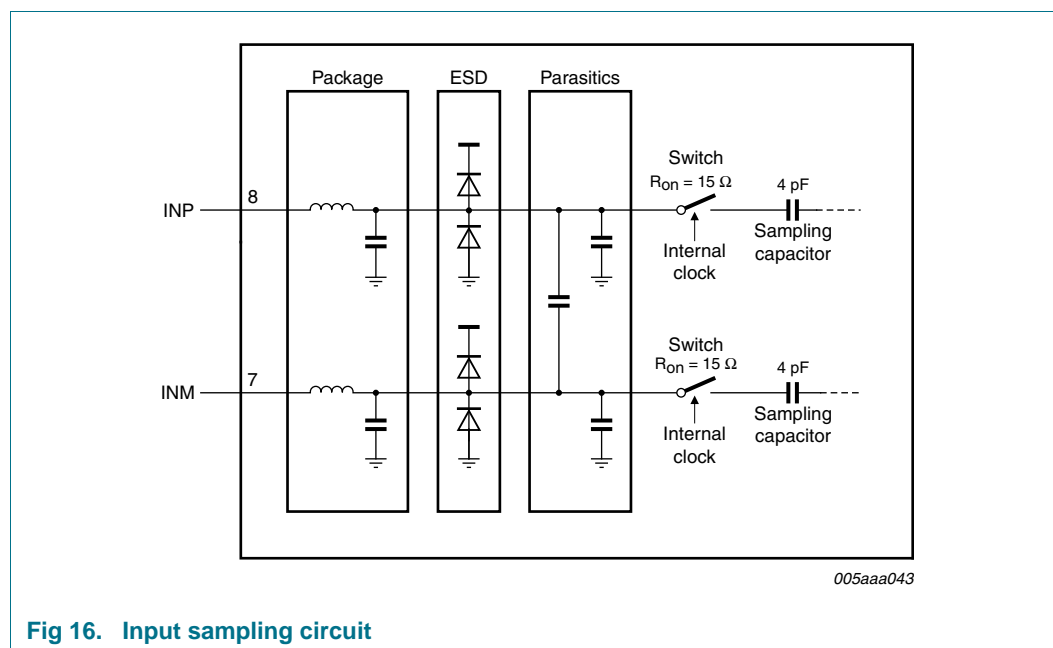 Package
ESD
Parasitics
Switch
Ron = 15 Ω
4 pF
INP
8
Internal
clock
Sampling
capacitor
Switch
Ron = 15 Ω
4 pF
INM
7
Internal
clock
Sampling
capacitor
005aaa043
Fig 16. Input sampling circuit